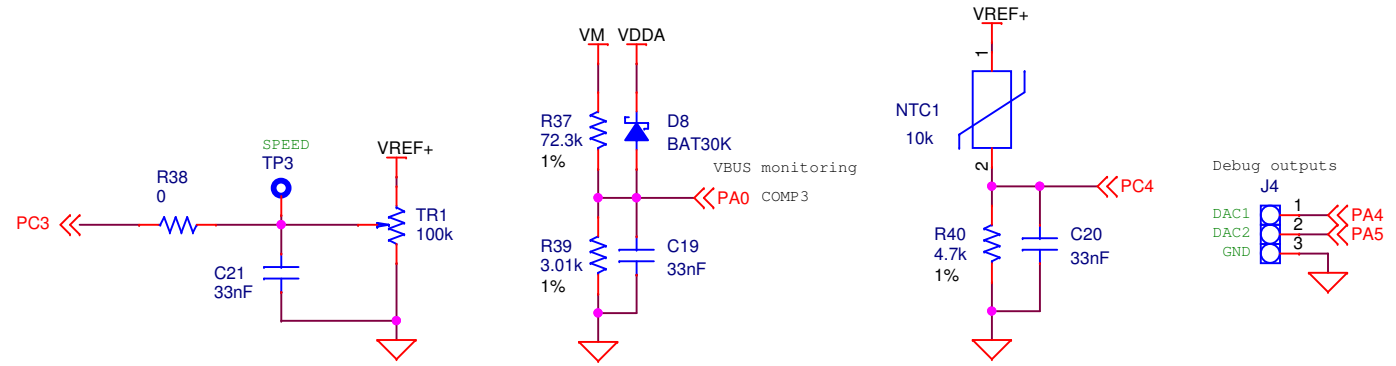 SPEED
TP3
VREF+
R38
0
PC3
TR1
100k
C21
33nF
VM
VDDA
R37
72.3k
1%
D8
BAT30K
VBUS monitoring
PA0
COMP3
R39
3.01k
1%
C19
33nF
VREF+
1
NTC1
10k
2
PC4
R40
4.7k
1%
C20
33nF
Debug outputs
J4
DAC1 1 PA4
DAC2 2 PA5
GND 3